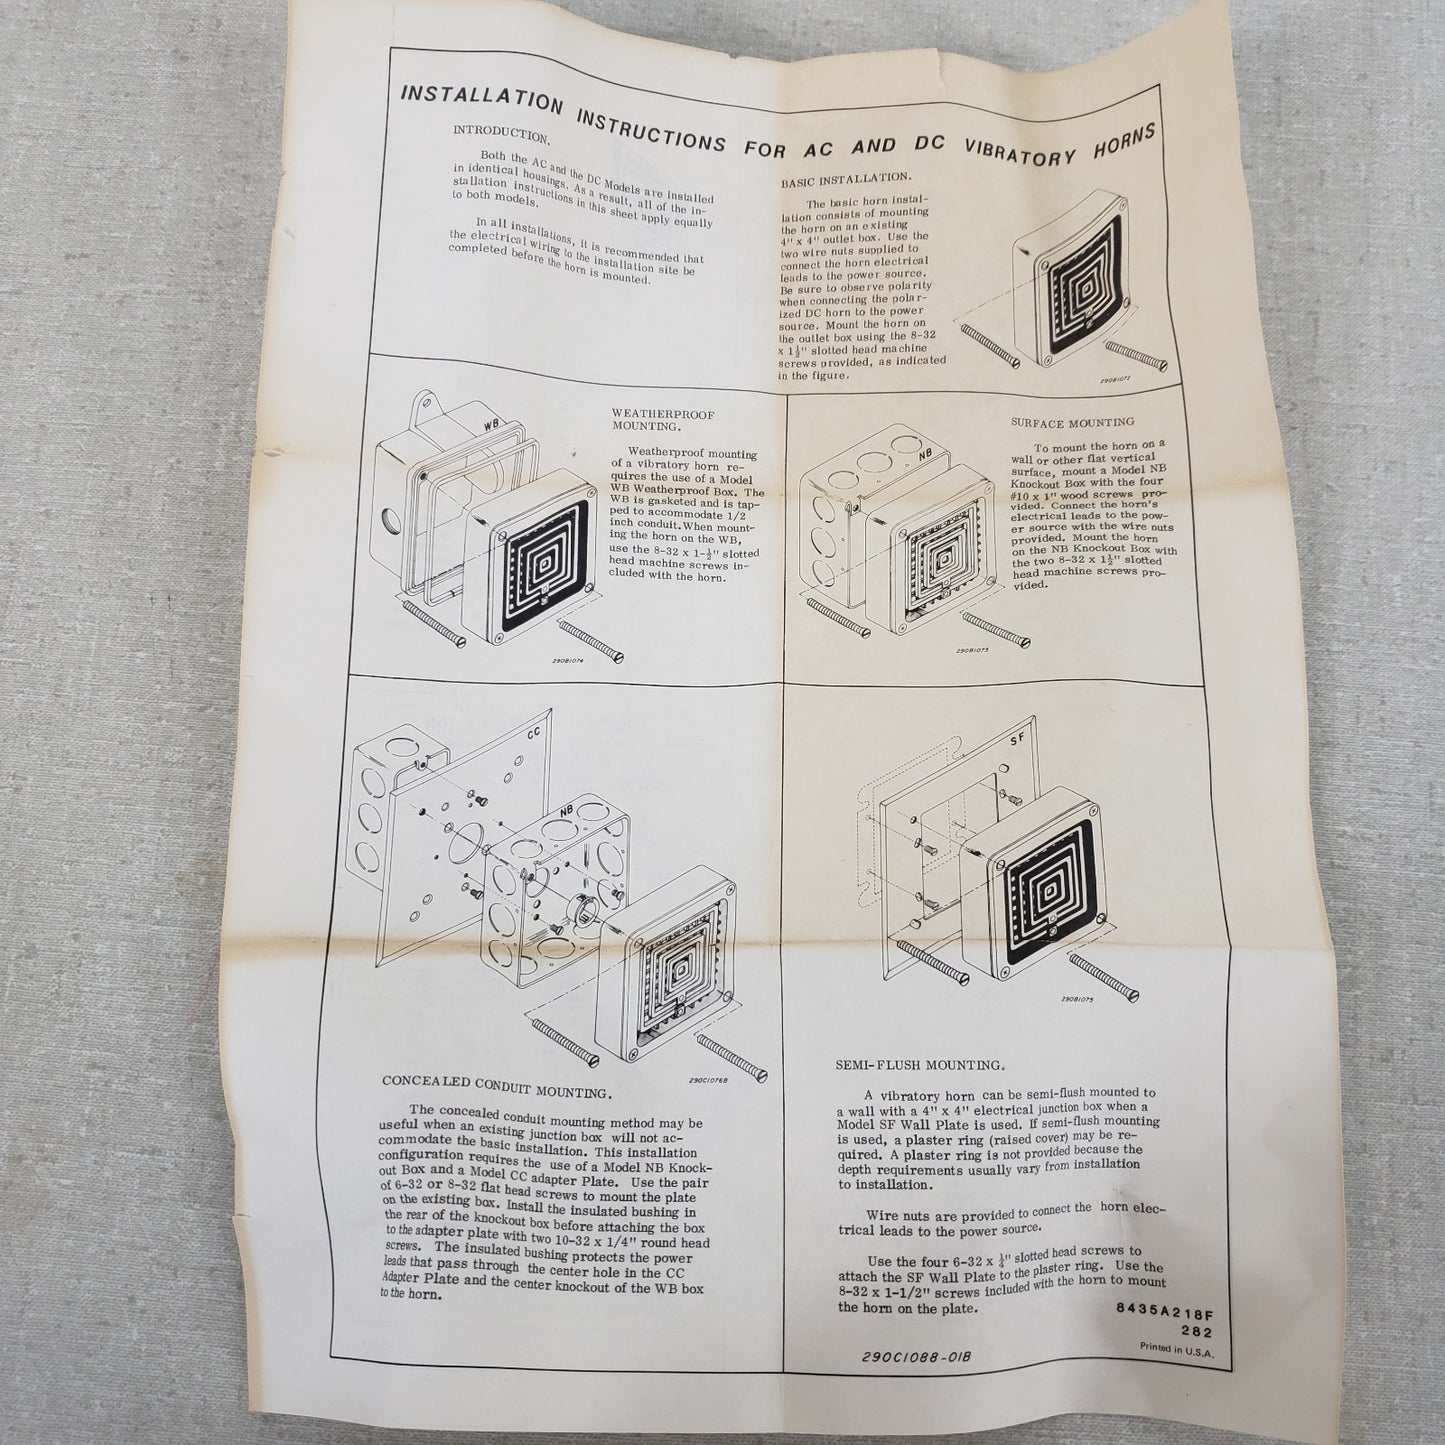 INSTALLATION INSTRUCTIONS FOR AC AND DC VIBRATORY HORNS
INTRODUCTION.
Both the AC and the DC Models are installed
in identical housings. As a result, all of the in-
stallation instructions in this sheet apply equally
to both models.
In all installations, it is recommended that
the electrical wiring to the installation site be
completed before the horn is mounted.
BASIC INSTALLATION.
The basic horn instal-
lation consists of mounting
the horn on an existing
4" x 4" outlet box. Use the
two wire nuts supplied to
connect the horn electrical
leads to the power source.
Be sure to observe polarity
when connecting the polar-
ized DC horn to the power
source. Mount the horn on
the outlet box using the 8-32
x 1½" slotted head machine
screws provided, as indicated
in the figure.
290B1072
WB
WEATHERPROOF
MOUNTING.
Weatherproof mounting
of a vibratory horn re-
quires the use of a Model
WB Weatherproof Box. The
WB is gasketed and is tap-
ped to accommodate 1/2
inch conduit. When mount-
ing the horn on the WB,
use the 8-32 x 1-½" slotted
head machine screws in-
cluded with the horn.
290B1074
NB
SURFACE MOUNTING
To mount the horn on a
wall or other flat vertical
surface, mount a Model NB
Knockout Box with the four
#10 x 1" wood screws pro-
vided. Connect the horn's
electrical leads to the pow-
er source with the wire nuts
provided. Mount the horn
on the NB Knockout Box with
the two 8-32 x 1½" slotted
head machine screws pro-
vided.
290B1073
CC
NB
290C1076B
CONCEALED CONDUIT MOUNTING.
The concealed conduit mounting method may be
useful when an existing junction box will not ac-
commodate the basic installation. This installation
configuration requires the use of a Model NB Knock-
out Box and a Model CC adapter Plate. Use the pair
of 6-32 or 8-32 flat head screws to mount the plate
on the existing box. Install the insulated bushing in
the rear of the knockout box before attaching the box
to the adapter plate with two 10-32 x 1/4" round head
screws. The insulated bushing protects the power
leads that pass through the center hole in the CC
Adapter Plate and the center knockout of the WB box
to the horn.
SF
290B1075
SEMI-FLUSH MOUNTING.
A vibratory horn can be semi-flush mounted to
a wall with a 4" x 4" electrical junction box when a
Model SF Wall Plate is used. If semi-flush mounting
is used, a plaster ring (raised cover) may be re-
quired. A plaster ring is not provided because the
depth requirements usually vary from installation
to installation.
Wire nuts are provided to connect the horn elec-
trical leads to the power source.
Use the four 6-32 x ¼" slotted head screws to
attach the SF Wall Plate to the plaster ring. Use the
8-32 x 1-1/2" screws included with the horn to mount
the horn on the plate.
8435A218F
282
Printed in U.S.A.
290C1088-01B